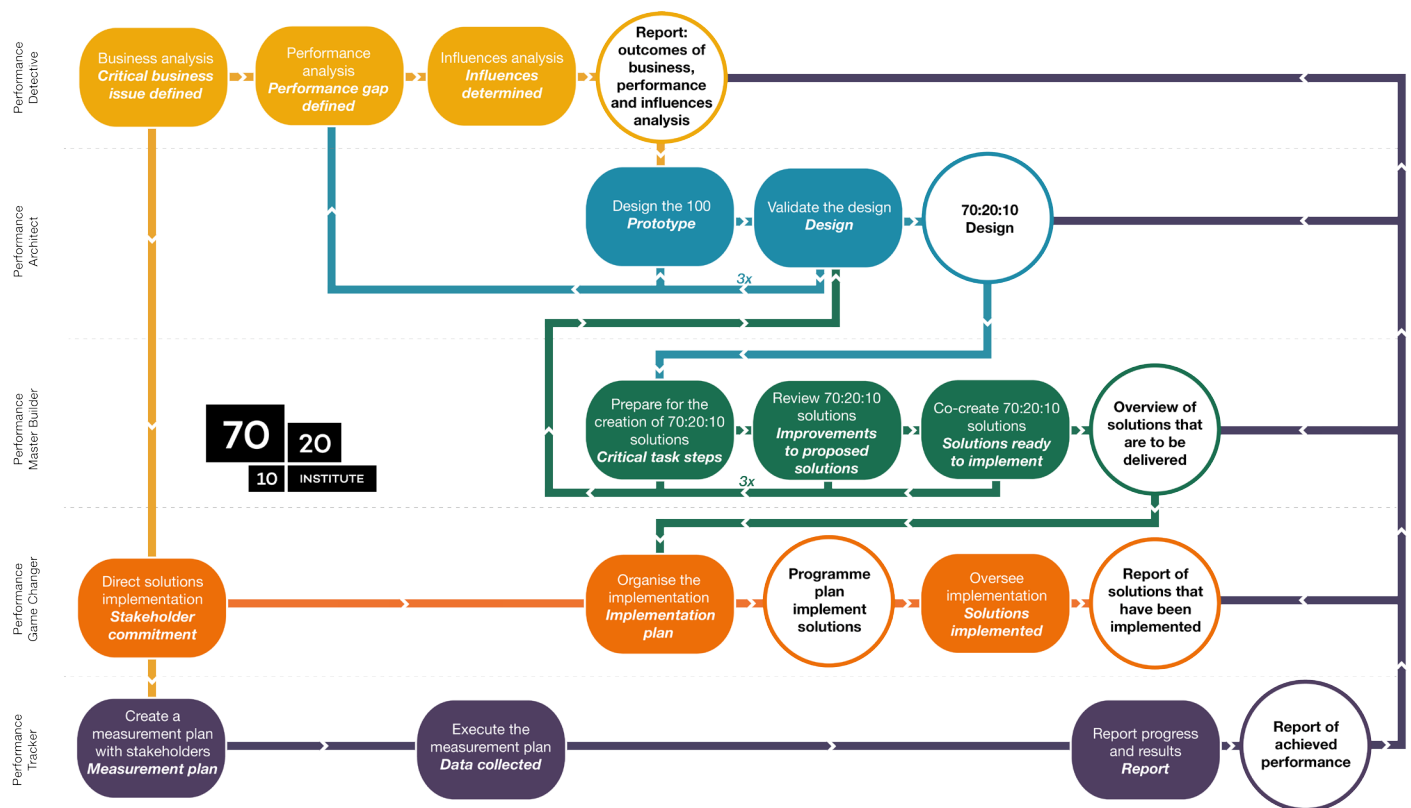 Performance
Detective
Business analysis
Critical business
issue defined
Performance
analysis
Performance gap
defined
Influences analysis
Influences
determined
Report:
outcomes of
business,
performance
and influences
analysis
Performance
Architect
Design the 100
Prototype
Validate the design
Design
70:20:10
Design
3x
Performance
Master Builder
70
20
10
INSTITUTE
Prepare for the
creation of 70:20:10
solutions
Critical task steps
Review 70:20:10
solutions
Improvements
to proposed
solutions
Co-create 70:20:10
solutions
Solutions ready
to implement
Overview of
solutions that
are to be
delivered
3x
Performance
Game Changer
Direct solutions
implementation
Stakeholder
commitment
Organise the
implementation
Implementation
plan
Programme
plan
implement
solutions
Oversee
implementation
Solutions
implemented
Report of
solutions that
have been
implemented
Performance
Tracker
Create a
measurement plan
with stakeholders
Measurement plan
Execute the
measurement plan
Data collected
Report progress
and results
Report
Report of
achieved
performance